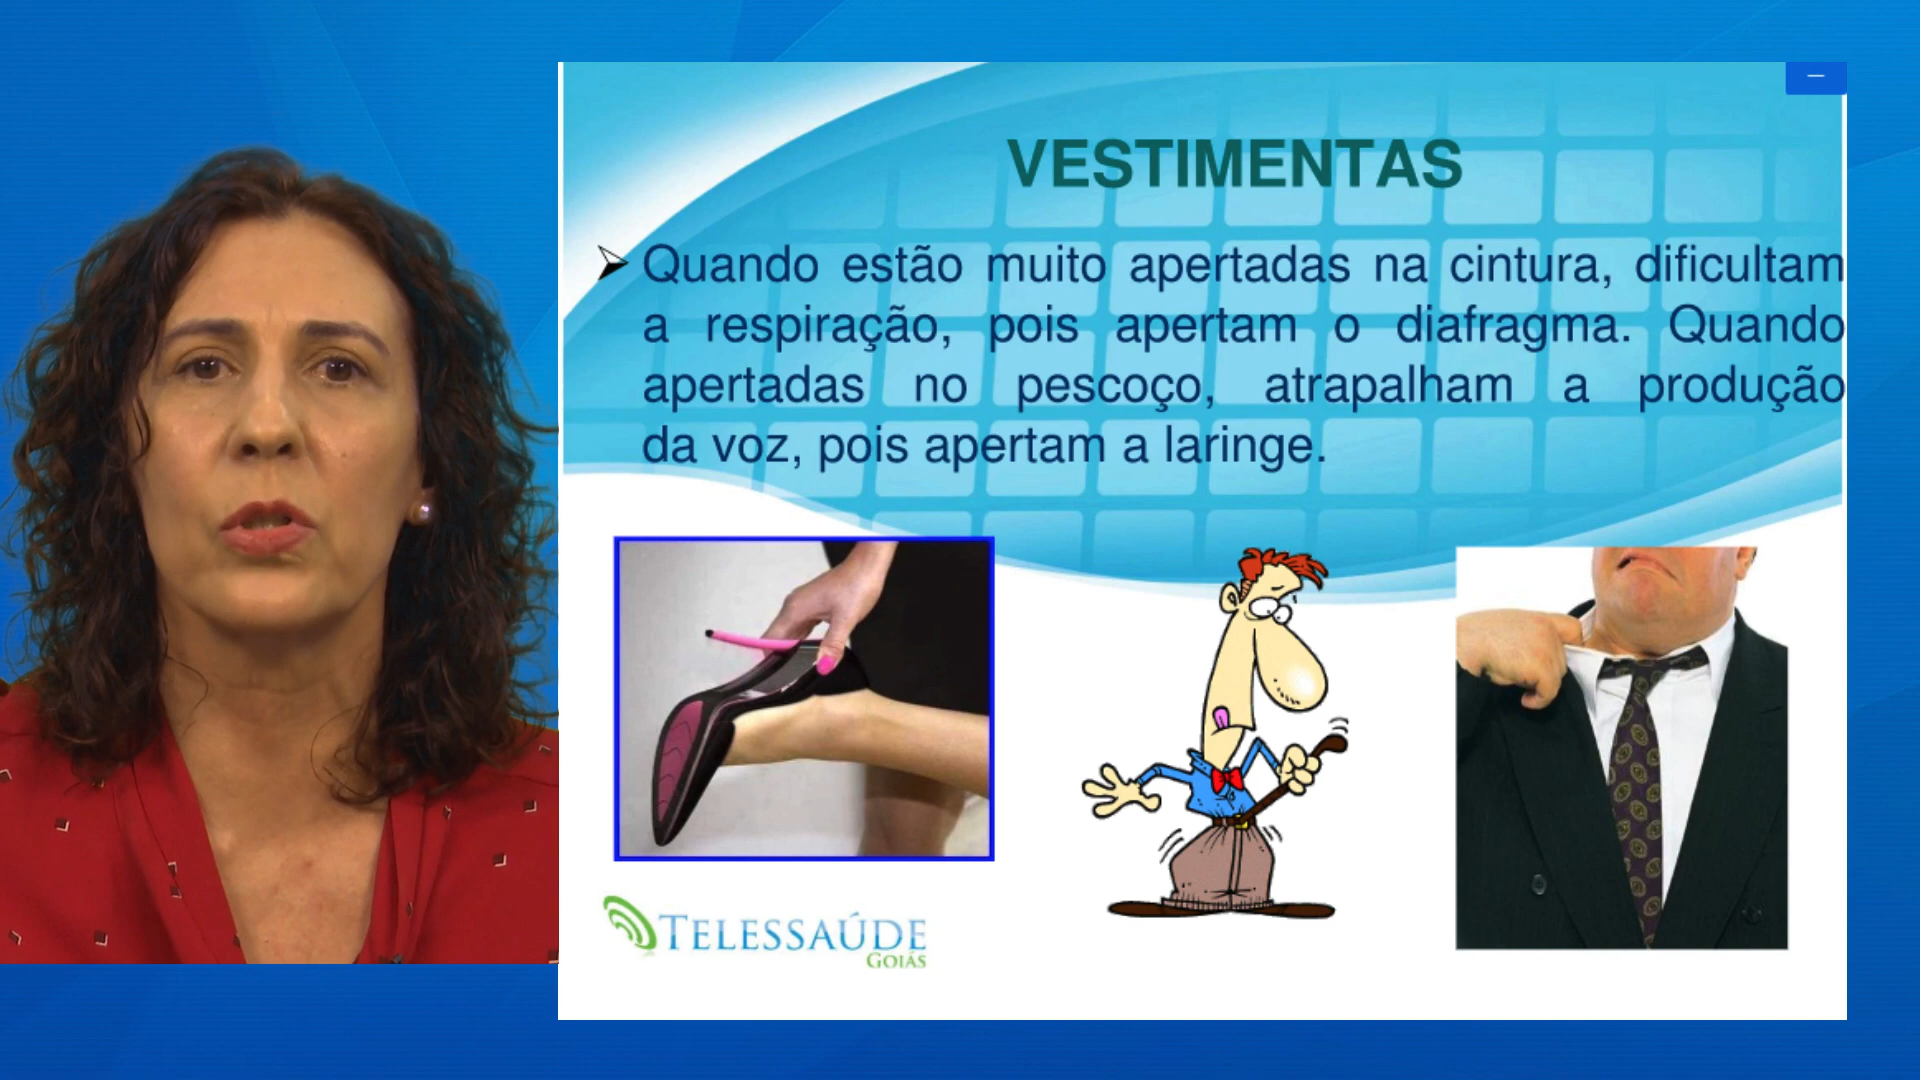 VESTIMENTAS
Quando estão muito apertadas na cintura, dificultam
a respiração, pois apertam o diafragma. Quando
apertadas no pescoço, atrapalham a produção
da voz, pois apertam a laringe.
TELESSAÚDE
GOIÁS